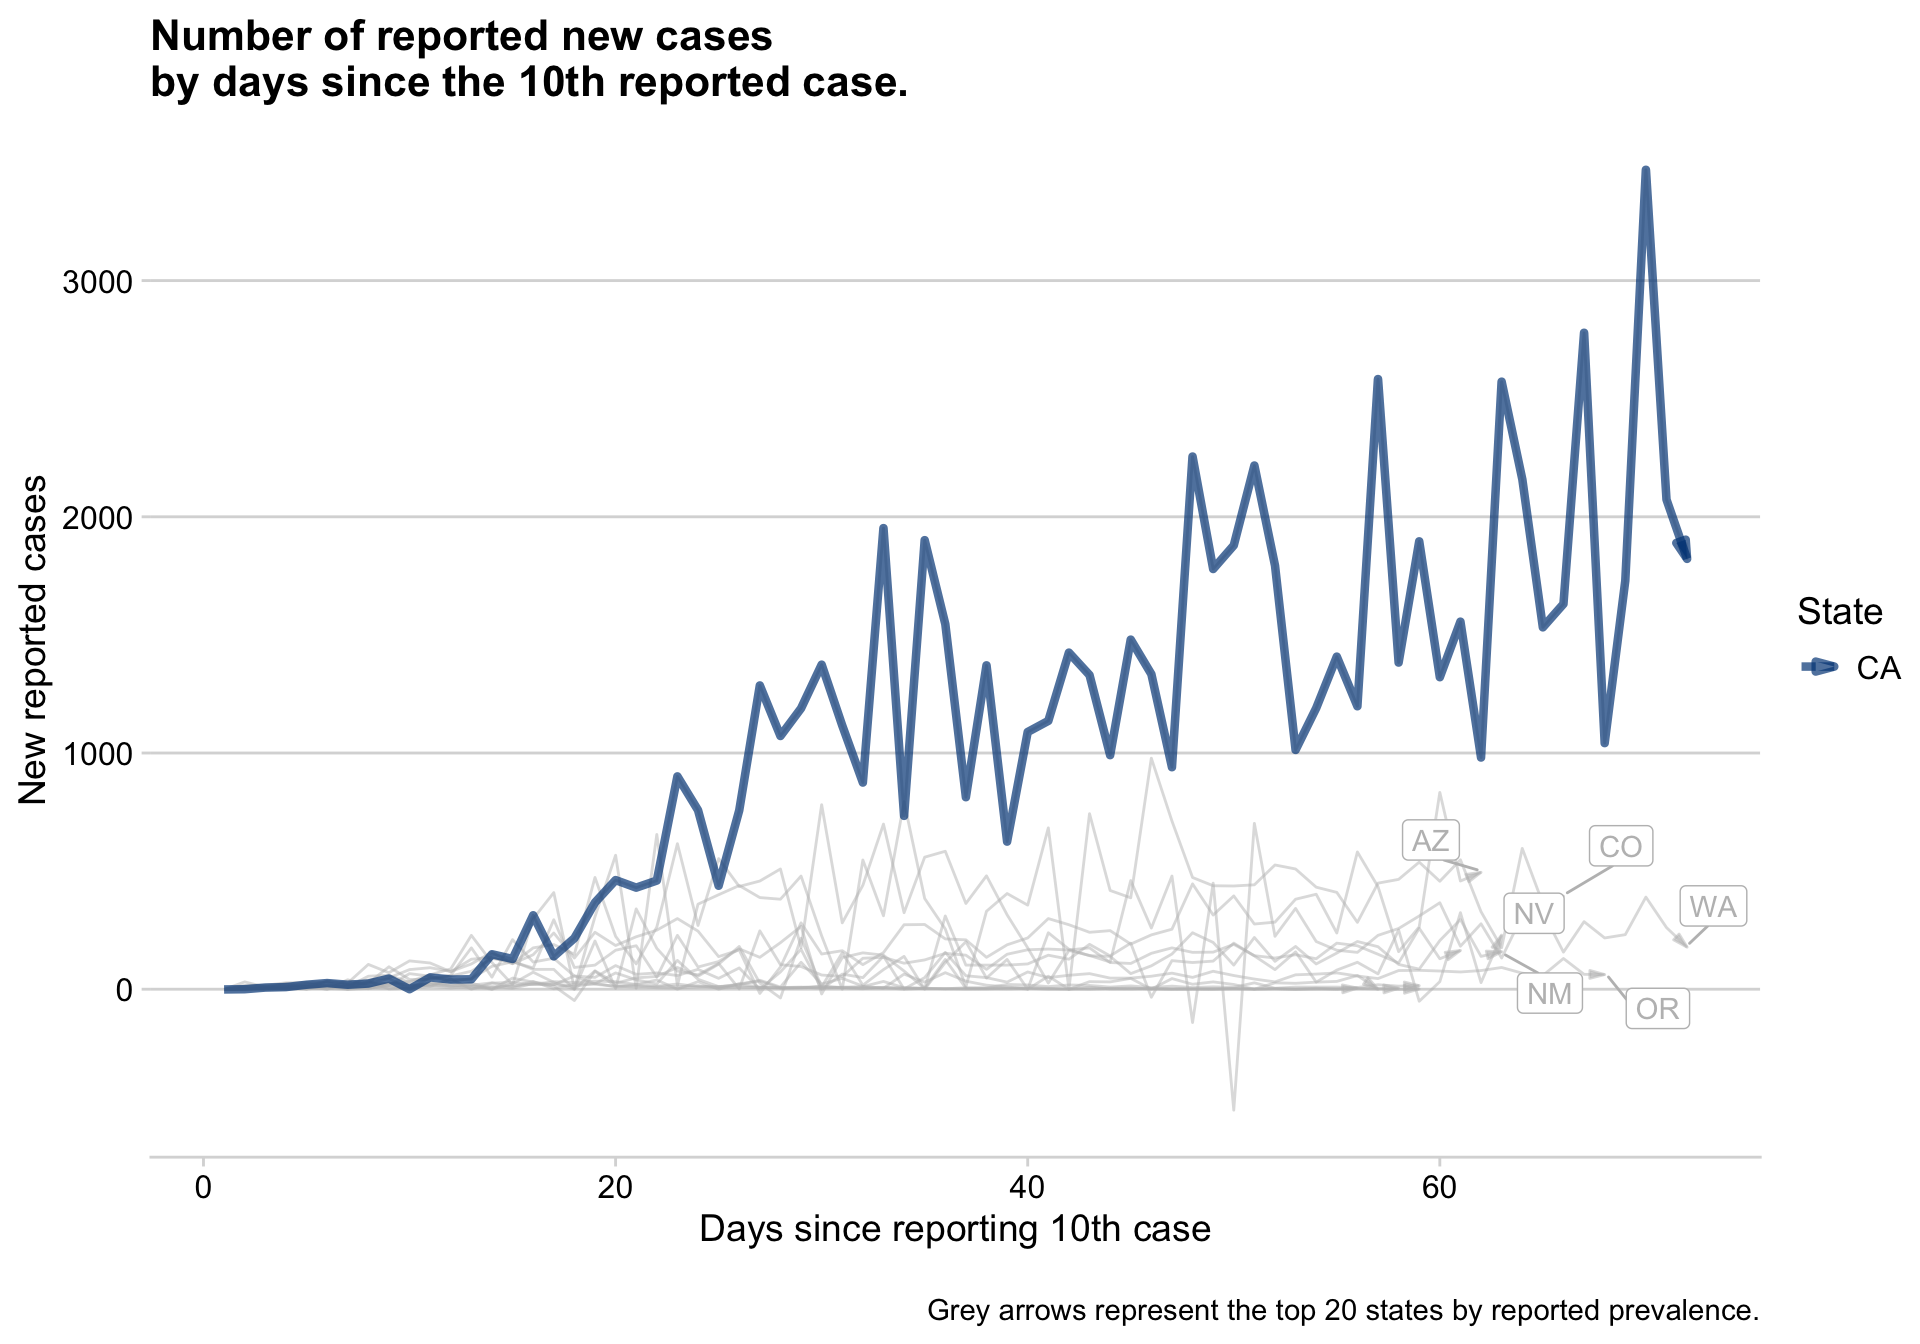 Number of reported new cases
by days since the 10th reported case.
New reported cases
3000
2000
1000
0
AZ
CO
NV
WA
NM
OR
State
CA
0
20
40
60
Days since reporting 10th case
Grey arrows represent the top 20 states by reported prevalence.